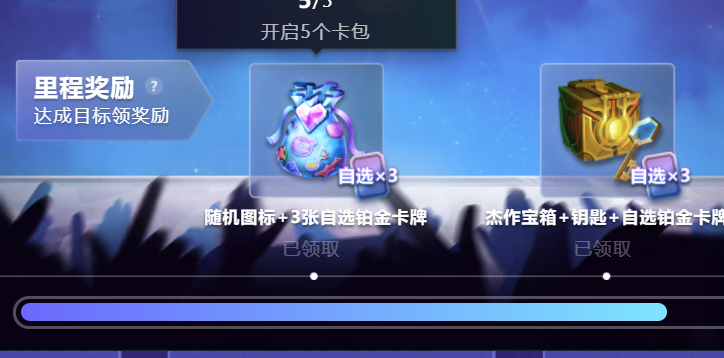 5/5
开启5个卡包
里程奖励 ?
达成目标领奖励
自选×3
自选×3
随机图标+3张自选铂金卡牌
杰作宝箱+钥匙+自选铂金卡牌
已领取
已领取